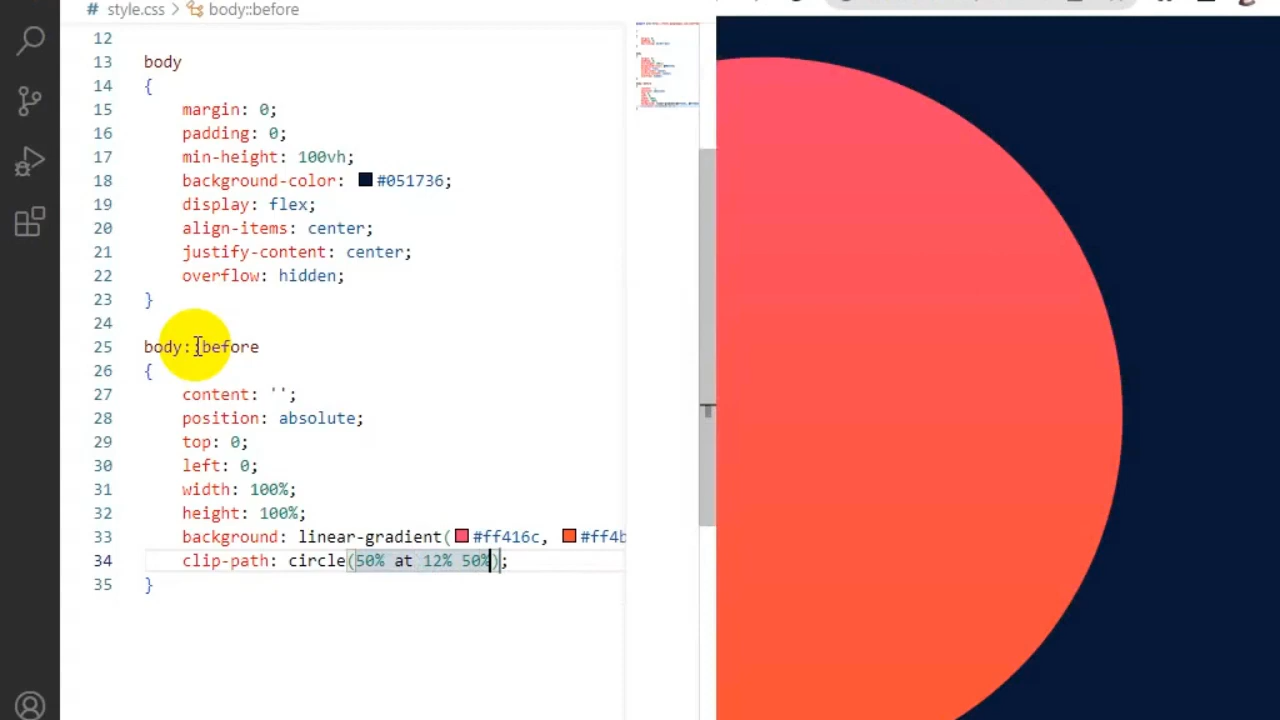 # style.css > body::before
12
13 body
14 {
15 margin: 0;
16 padding: 0;
17 min-height: 100vh;
18 background-color: #051736;
19 display: flex;
20 align-items: center;
21 justify-content: center;
22 overflow: hidden;
23 }
24
25 body::before
26 {
27 content: '';
28 position: absolute;
29 top: 0;
30 left: 0;
31 width: 100%;
32 height: 100%;
33 background: linear-gradient(#ff416c, #ff4b
34 clip-path: circle(50% at 12% 50%);
35 }